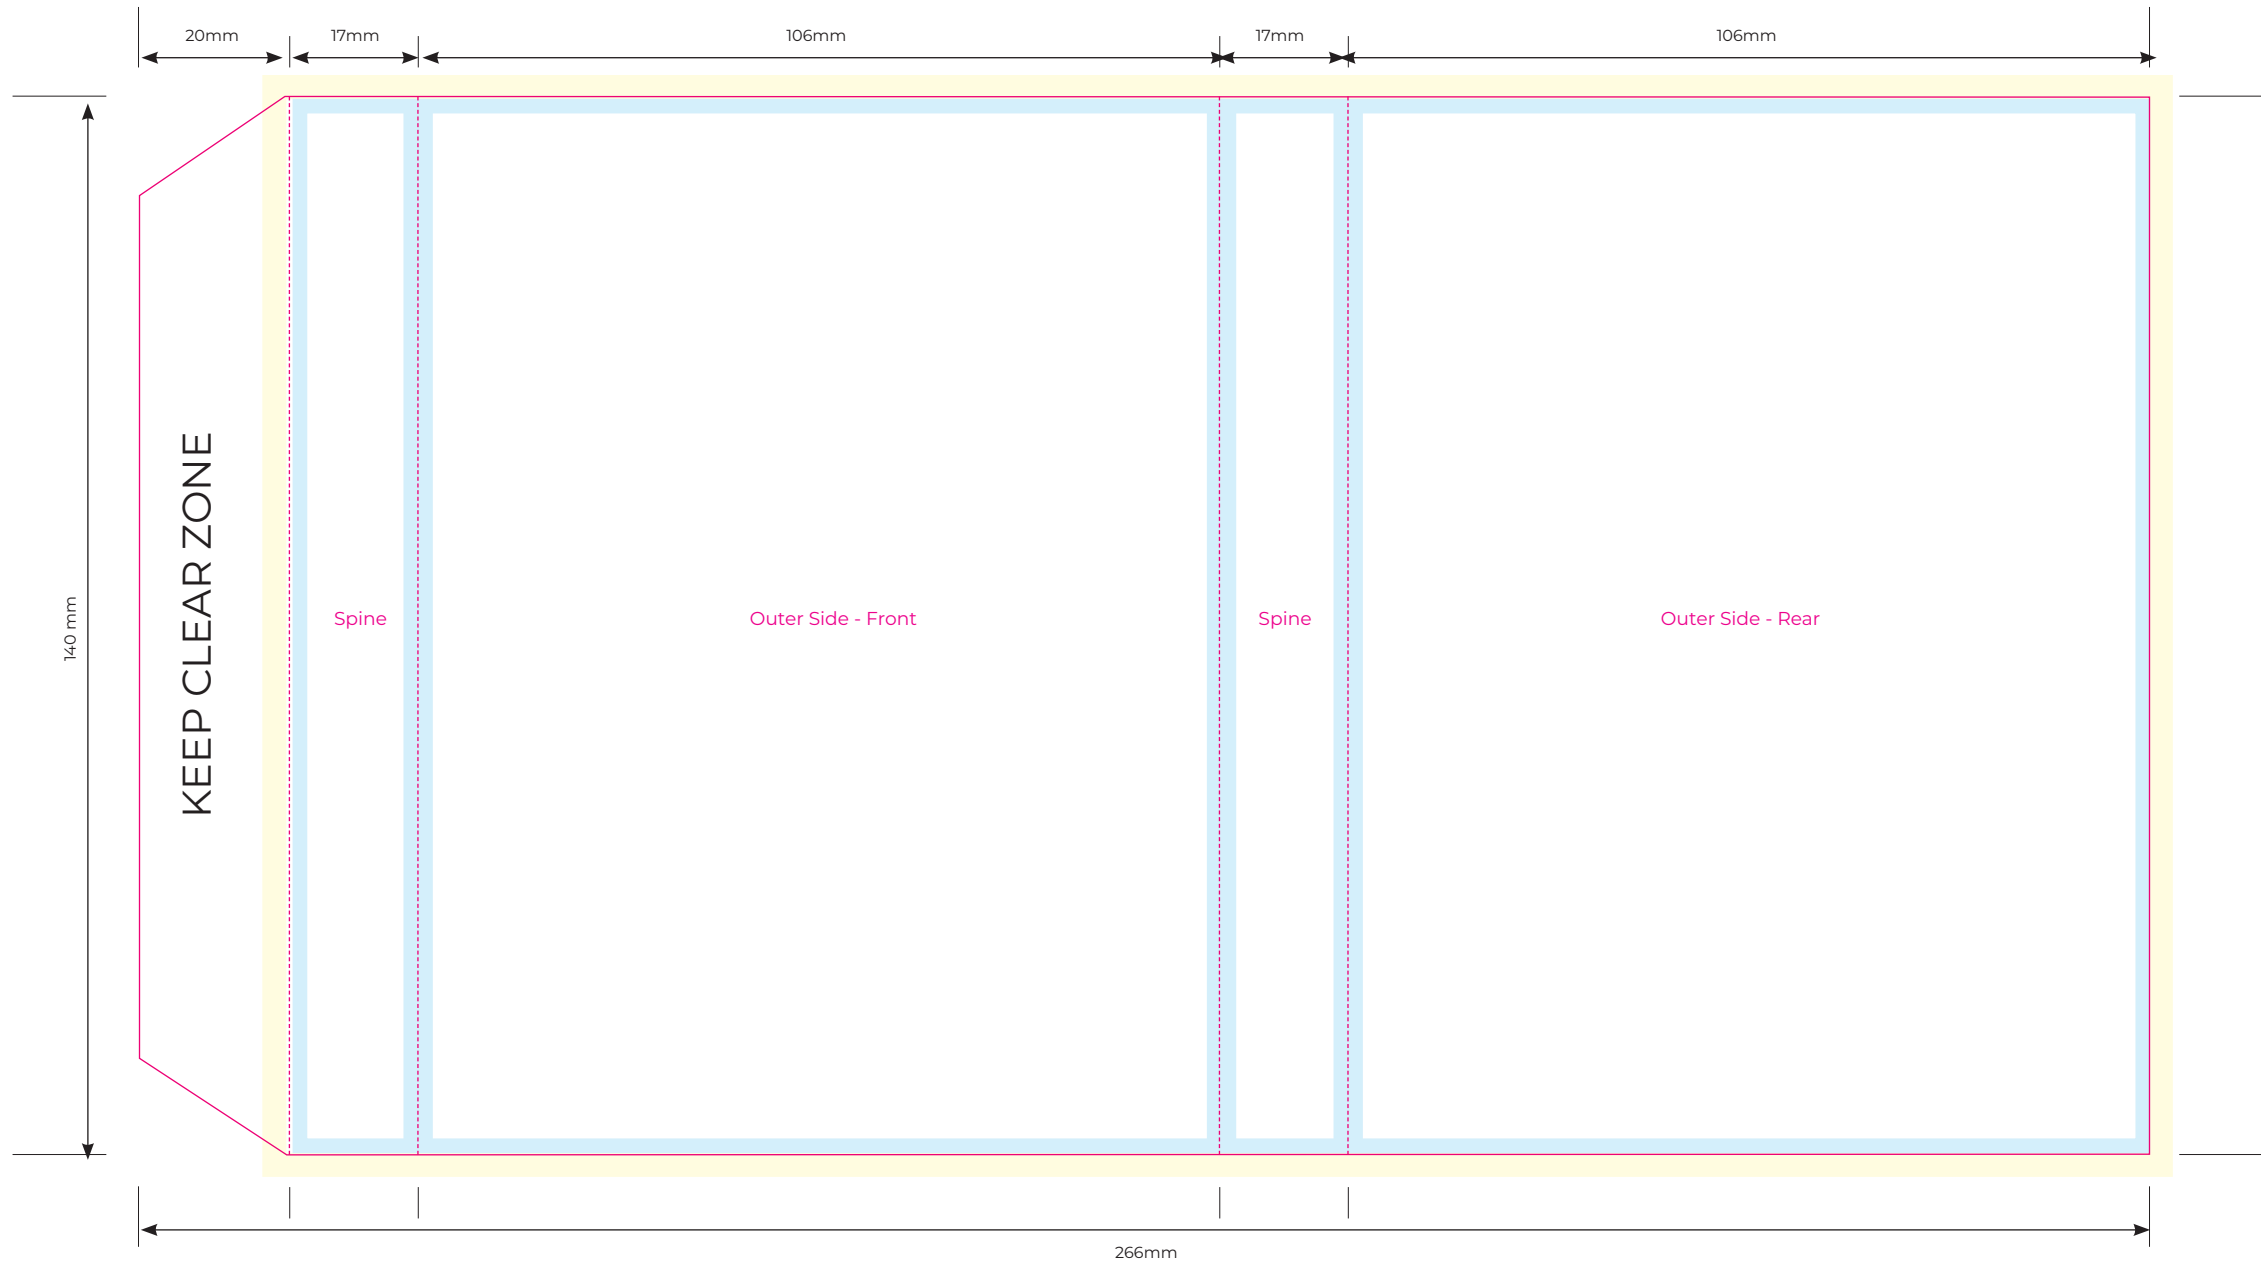 20mm
17mm
106mm
17mm
106mm
140 mm
KEEP CLEAR ZONE
Spine
Outer Side - Front
Spine
Outer Side - Rear
266mm